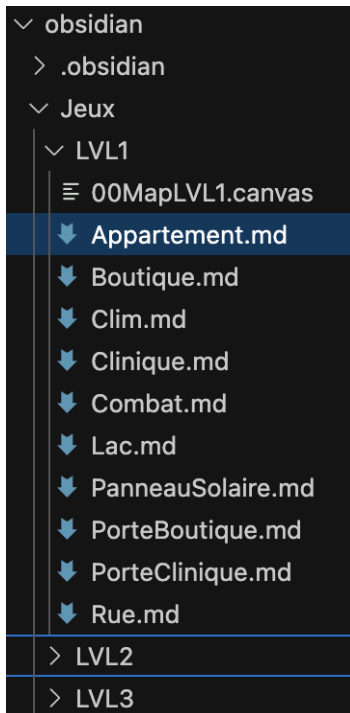 obsidian
.obsidian
Jeux
LVL1
00MapLVL1.canvas
Appartement.md
Boutique.md
Clim.md
Clinique.md
Combat.md
Lac.md
PanneauSolaire.md
PorteBoutique.md
PorteClinique.md
Rue.md
LVL2
LVL3